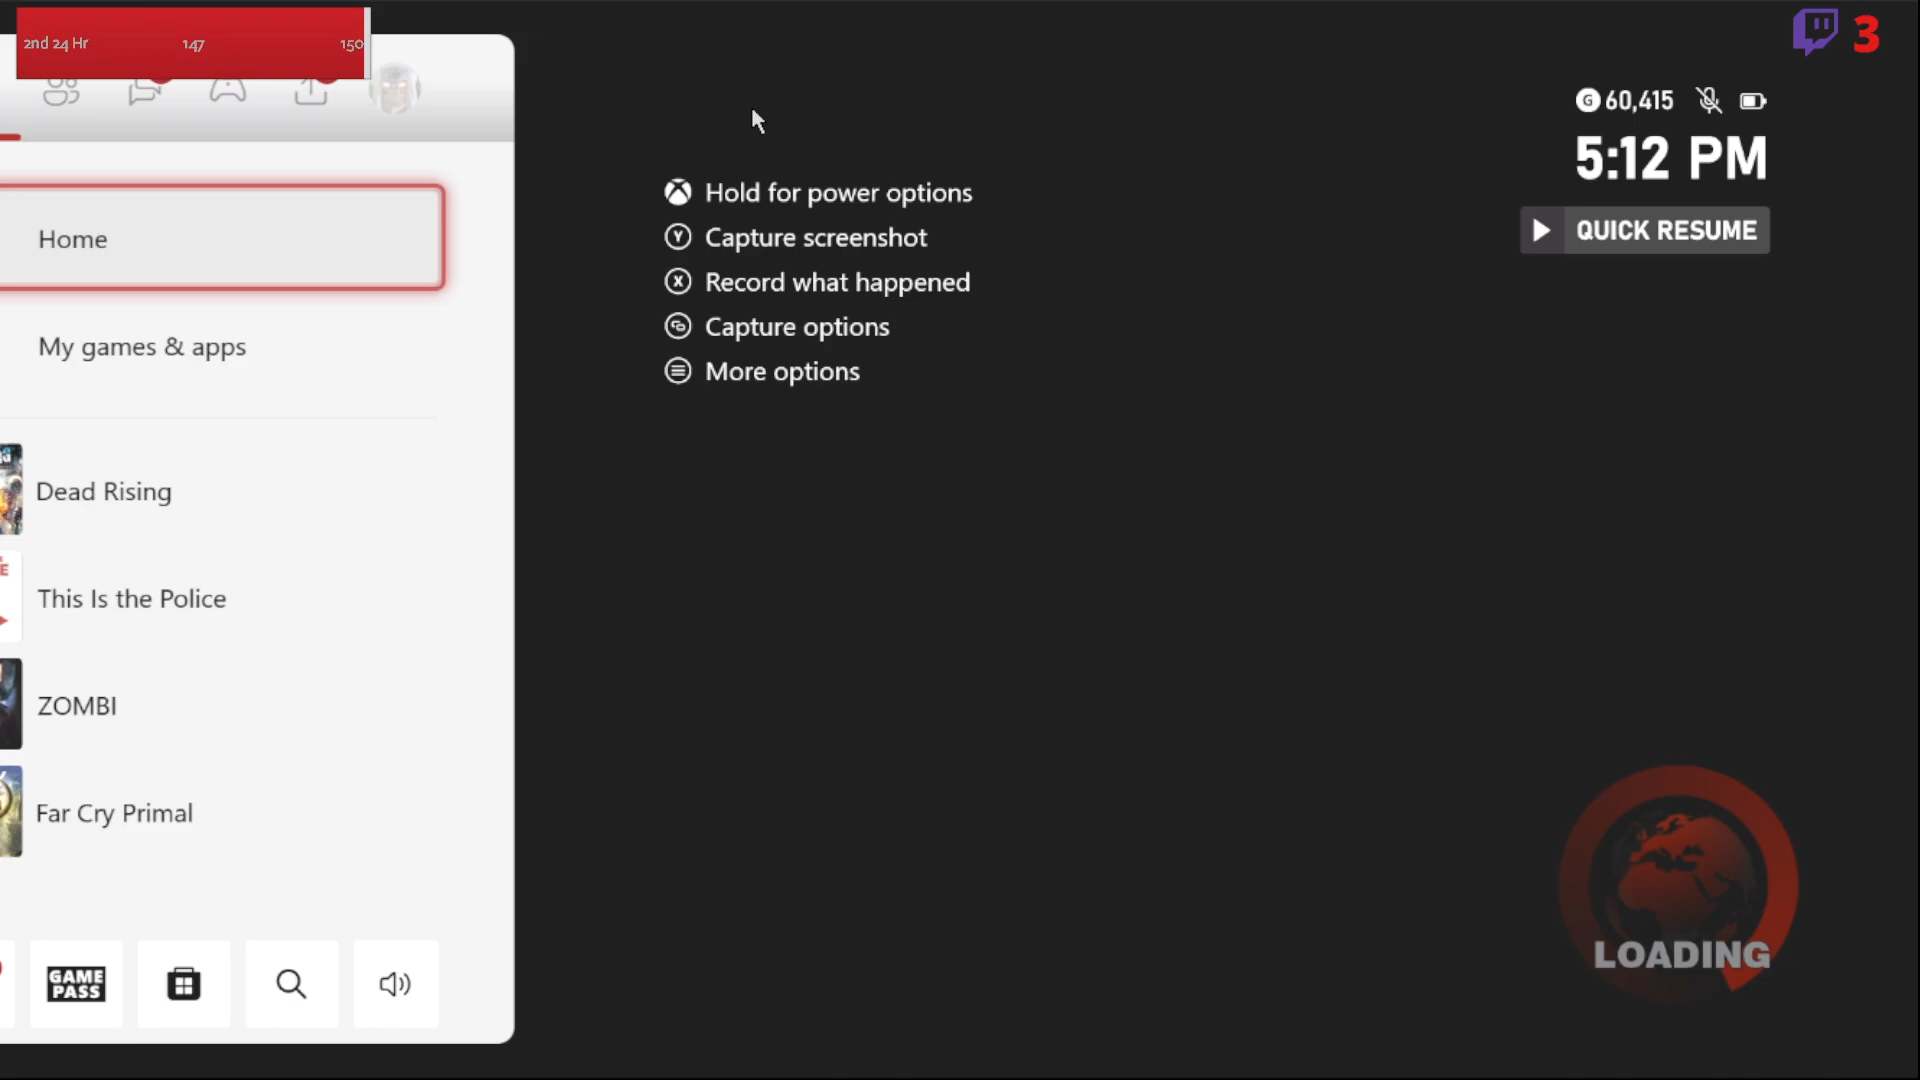 2nd 24 Hr 147 150
3
60,415
5:12 PM
QUICK RESUME
Hold for power options
Capture screenshot
Record what happened
Capture options
More options
Home
My games & apps
Dead Rising
This Is the Police
ZOMBI
Far Cry Primal
GAME
PASS
LOADING